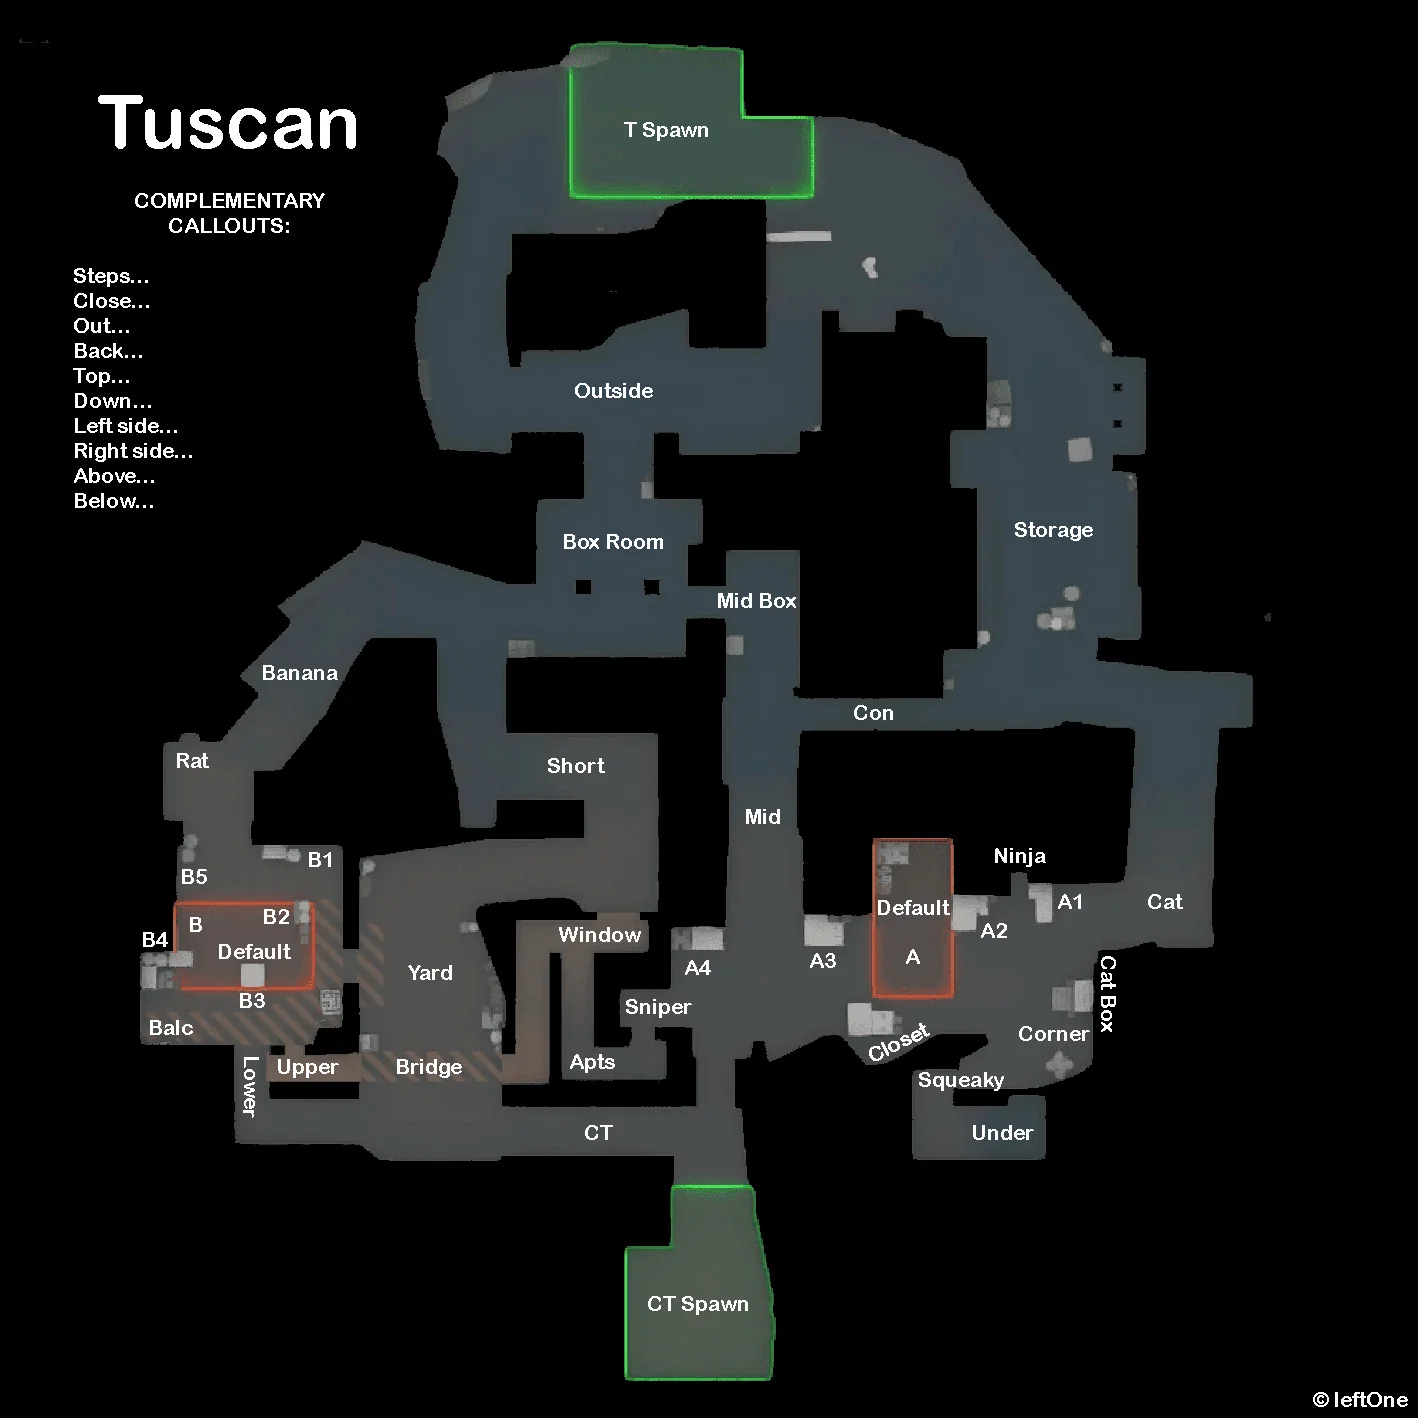 Tuscan
COMPLEMENTARY
CALLOUTS:
Steps...
Close...
Out...
Back...
Top...
Down...
Left side...
Right side...
Above...
Below...
T Spawn
Outside
Box Room
Storage
Mid Box
Banana
Con
Rat
Short
Mid
B1
Ninja
B5
A1
Cat
Default
B2
B
A2
B4
Window
Default
A
A3
A4
Yard
B3
Cat Box
Sniper
Balc
Corner
Closet
Apts
Upper
Bridge
Lower
Squeaky
CT
Under
CT Spawn
© leftOne